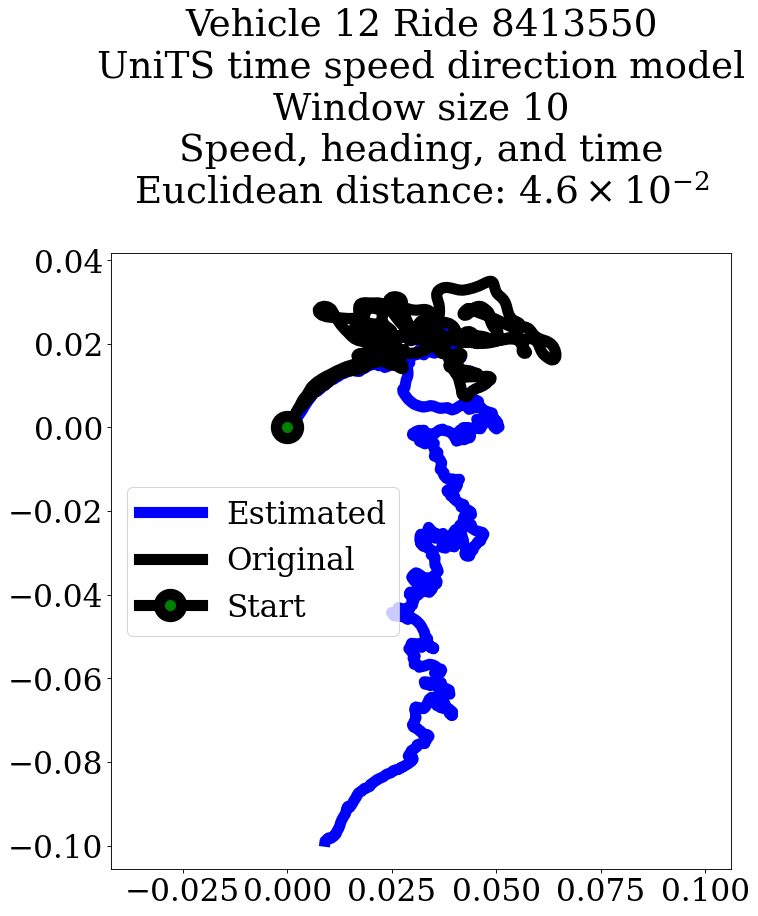 Vehicle 12 Ride 8413550
UniTS time speed direction model
Window size 10
Speed, heading, and time
Euclidean distance: 4.6 × 10⁻²
0.04
0.02
0.00
−0.02
−0.04
−0.06
−0.08
−0.10
Estimated
Original
Start
−0.025 0.000 0.025 0.050 0.075 0.100